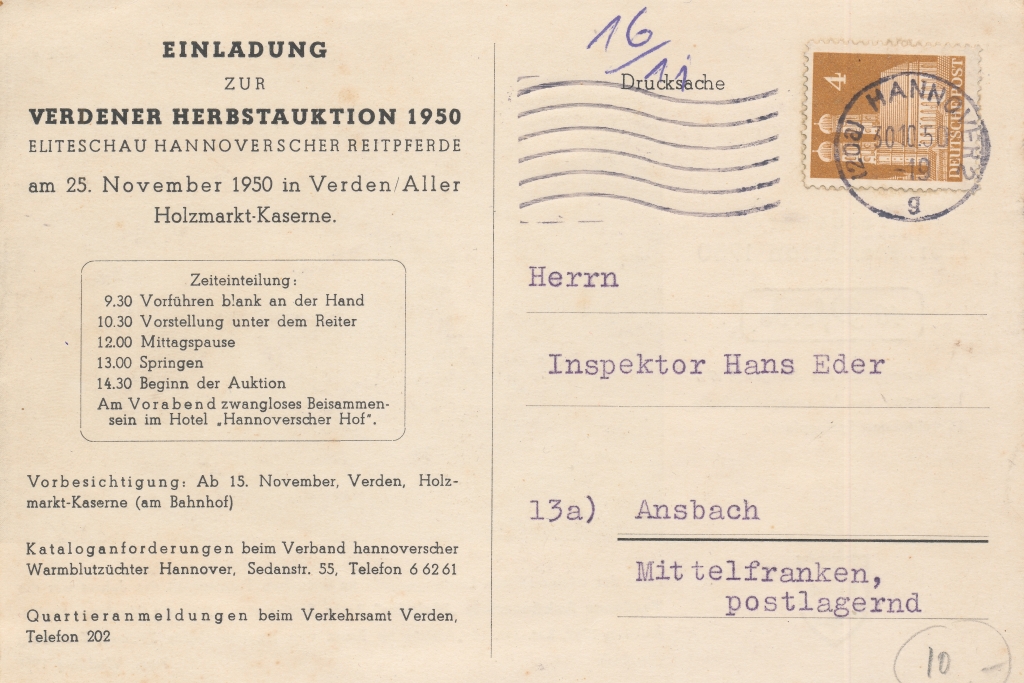 EINLADUNG
ZUR
VERDENER HERBSTAUKTION 1950
ELITESCHAU HANNOVERSCHER REITPFERDE
am 25. November 1950 in Verden/Aller
Holzmarkt-Kaserne.
Zeiteinteilung:
9.30 Vorführen blank an der Hand
10.30 Vorstellung unter dem Reiter
12.00 Mittagspause
13.00 Springen
14.30 Beginn der Auktion
Am Vorabend zwangloses Beisammen-
sein im Hotel „Hannoverscher Hof".
Vorbesichtigung: Ab 15. November, Verden, Holz-
markt-Kaserne (am Bahnhof)
Kataloganforderungen beim Verband hannoverscher
Warmblutzüchter Hannover, Sedanstr. 55, Telefon 6 62 61
Quartieranmeldungen beim Verkehrsamt Verden,
Telefon 202
16/11
Drucksache
4
DEUTSCHE POST
(20a) HANNOVER 2
30.10.50
19
g
Herrn
Inspektor Hans Eder
13a) Ansbach
Mittelfranken,
postlagernd
10 –